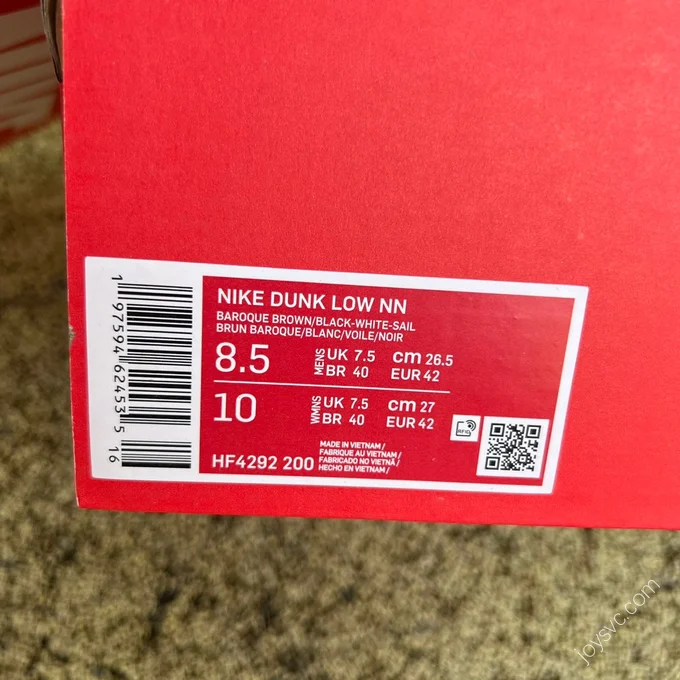 NIKE DUNK LOW NN
BAROQUE BROWN/BLACK-WHITE-SAIL
BRUN BAROQUE/BLANC/VOILE/NOIR
8.5 MENS UK 7.5 cm 26.5
BR 40 EUR 42
10 WMNS UK 7.5 cm 27
BR 40 EUR 42
MADE IN VIETNAM /
FABRIQUE AU VIETNAM /
FABRICADO NO VIETNÃ /
HECHO EN VIETNAM /
HF4292 200
RFID
1 97594 62453 5
16
joysvc.com